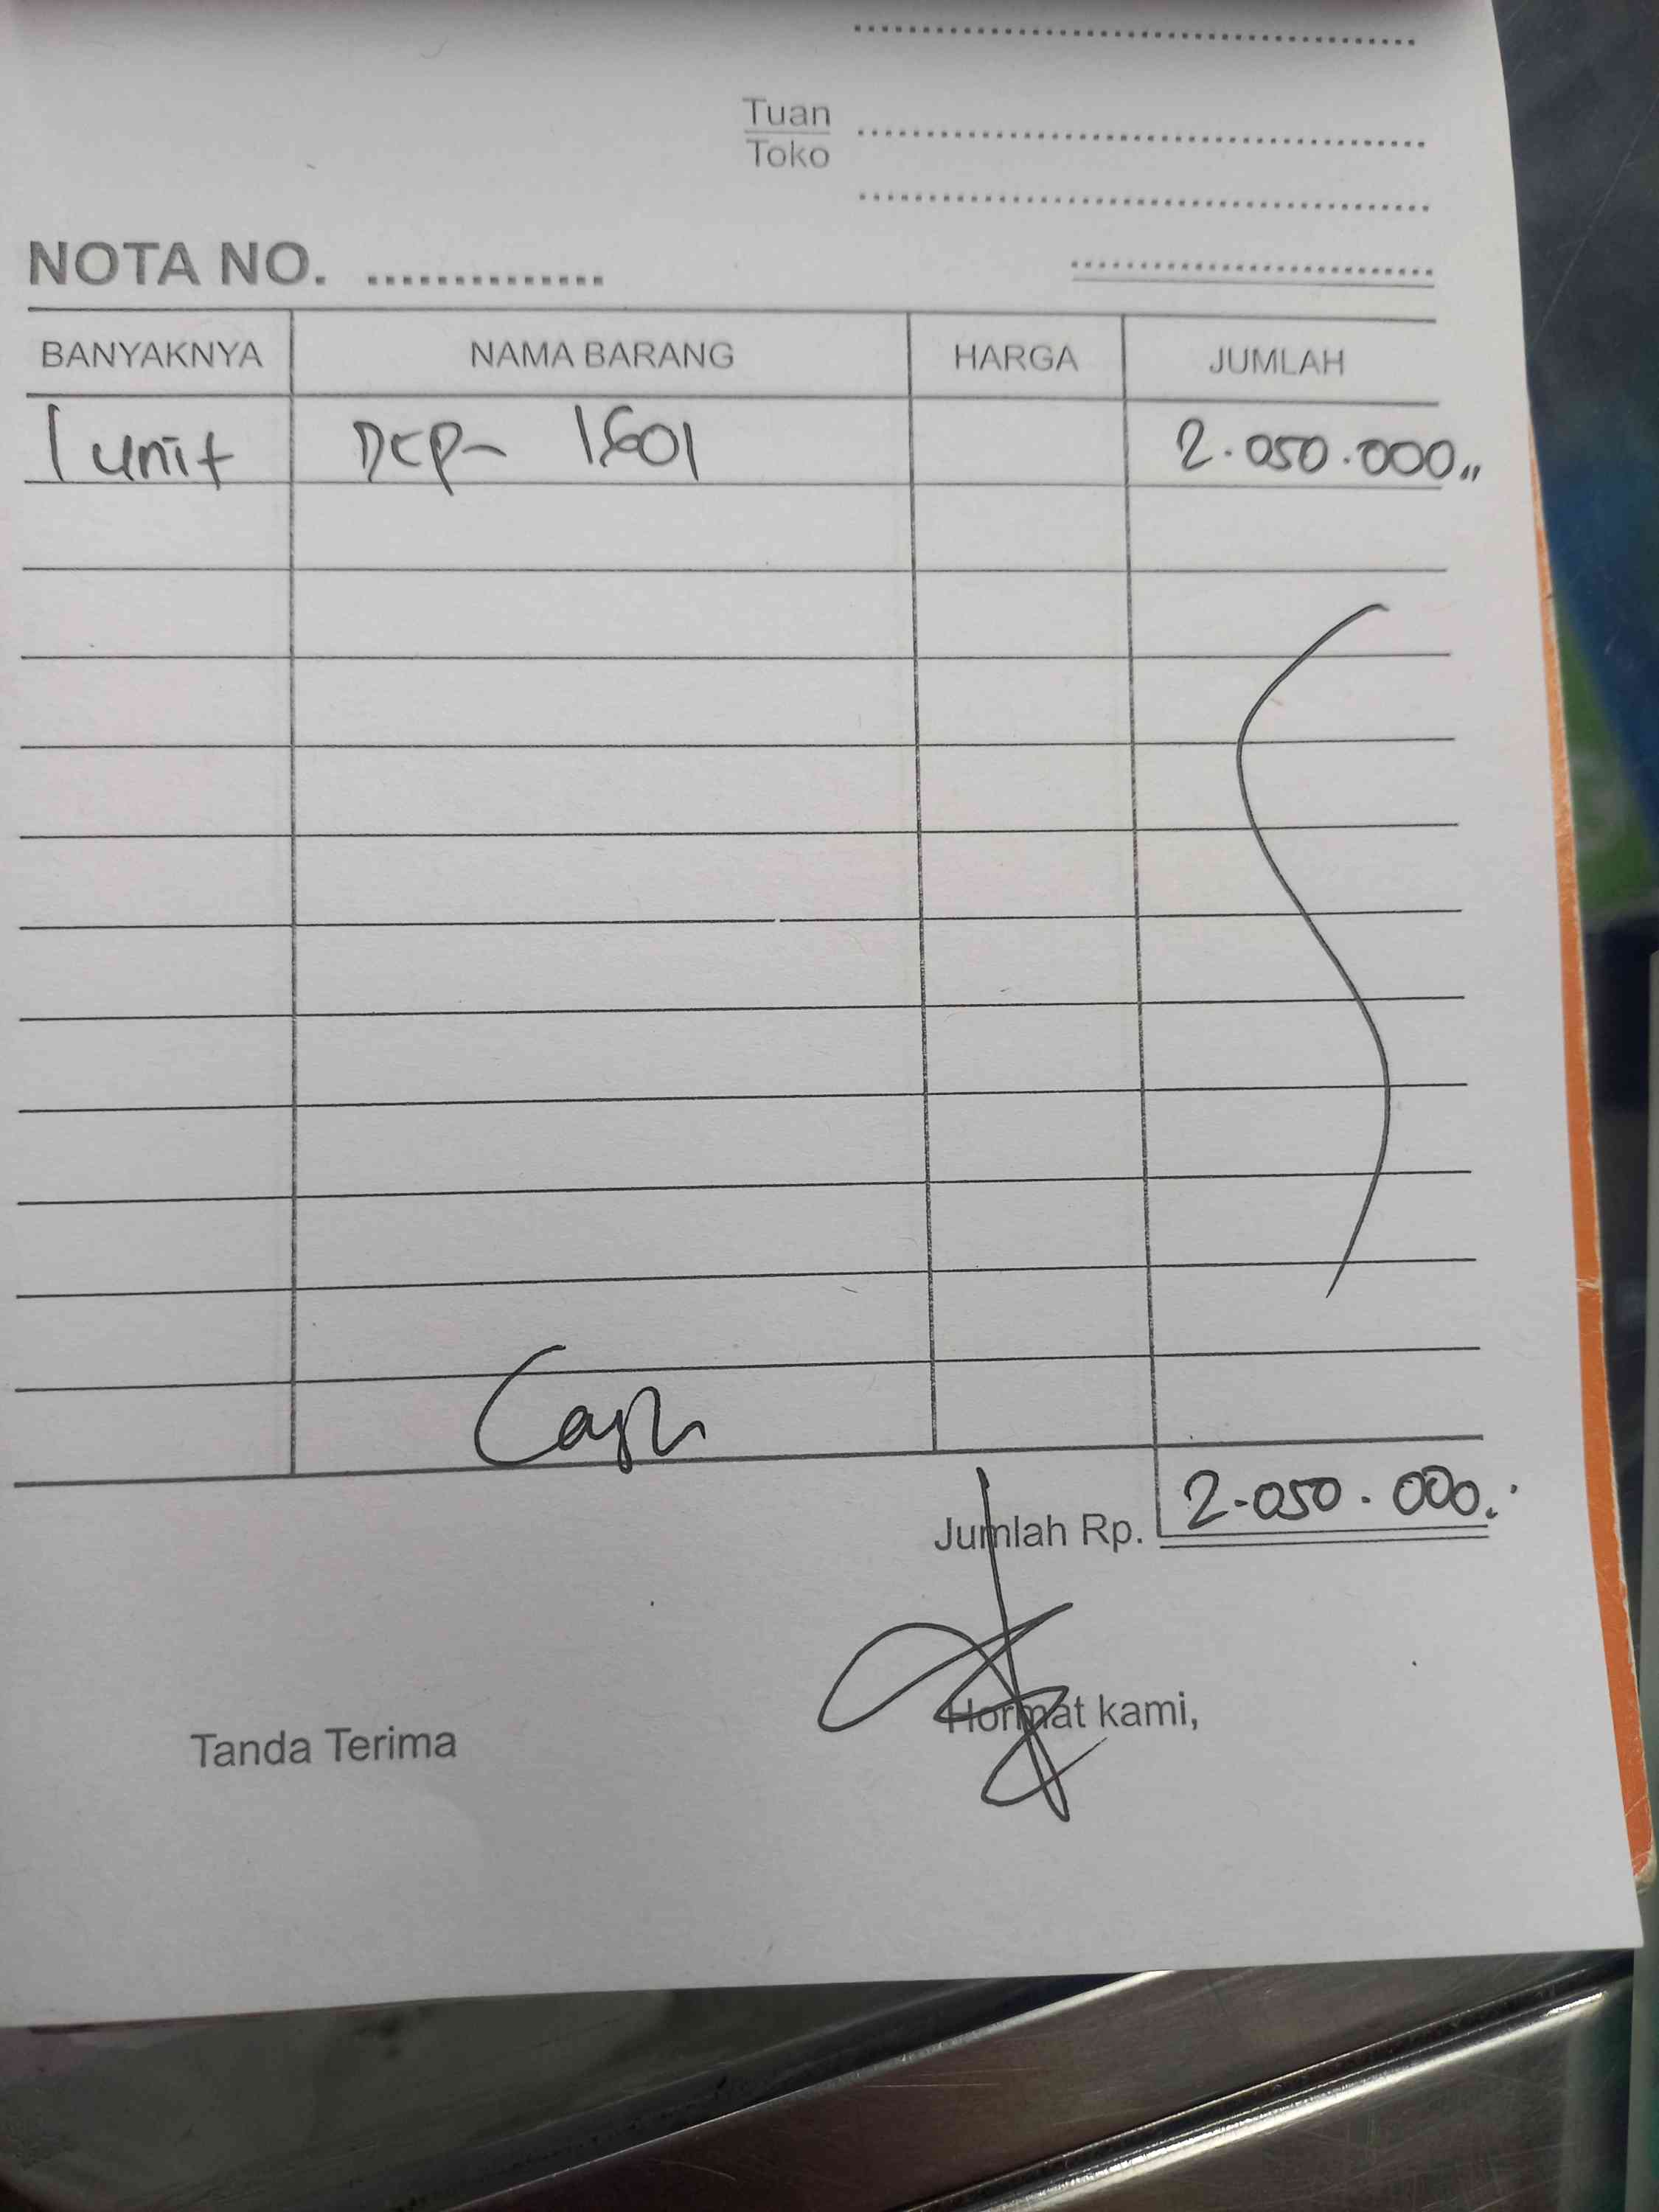 Tuan
Toko
NOTA NO.
BANYAKNYA NAMA BARANG HARGA JUMLAH
1 unit DCP- 1601 2.050.000,,
Cash
Jumlah Rp. 2.050.000.
Hormat kami,
Tanda Terima